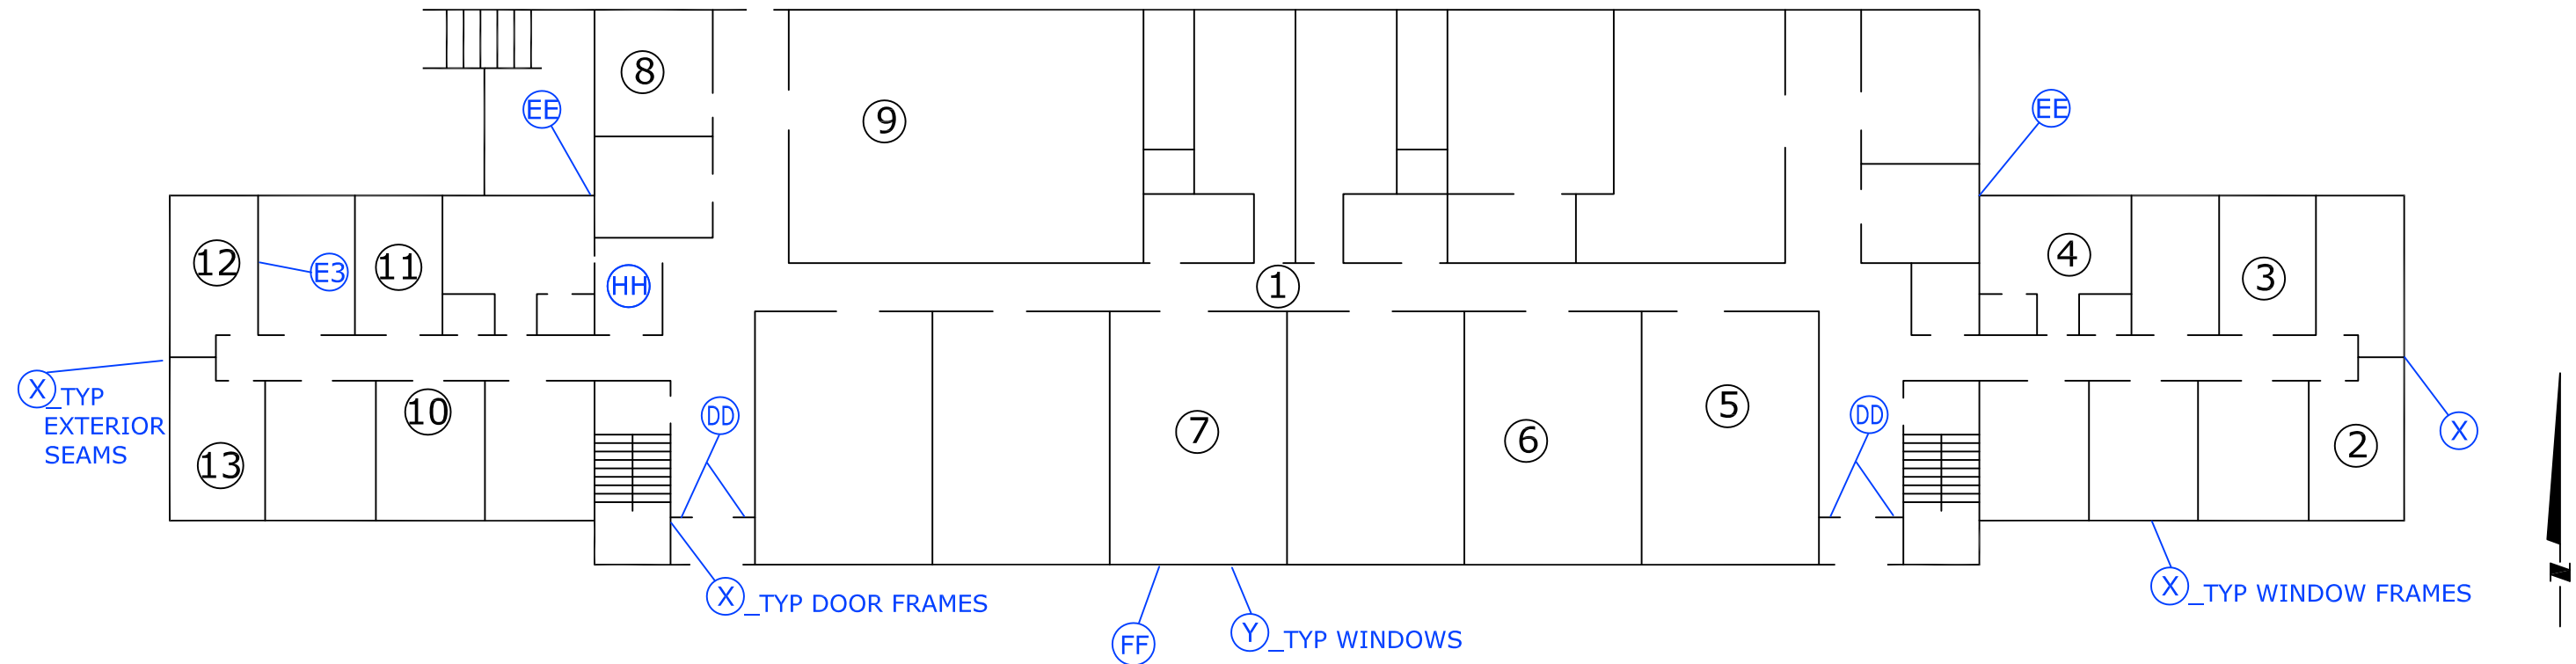 8
EE
9
EE
12
E3
11
HH
1
4
3
X_TYP
EXTERIOR
SEAMS
10
13
DD
7
6
5
DD
2
X
X_TYP DOOR FRAMES
FF
Y_TYP WINDOWS
X_TYP WINDOW FRAMES
N